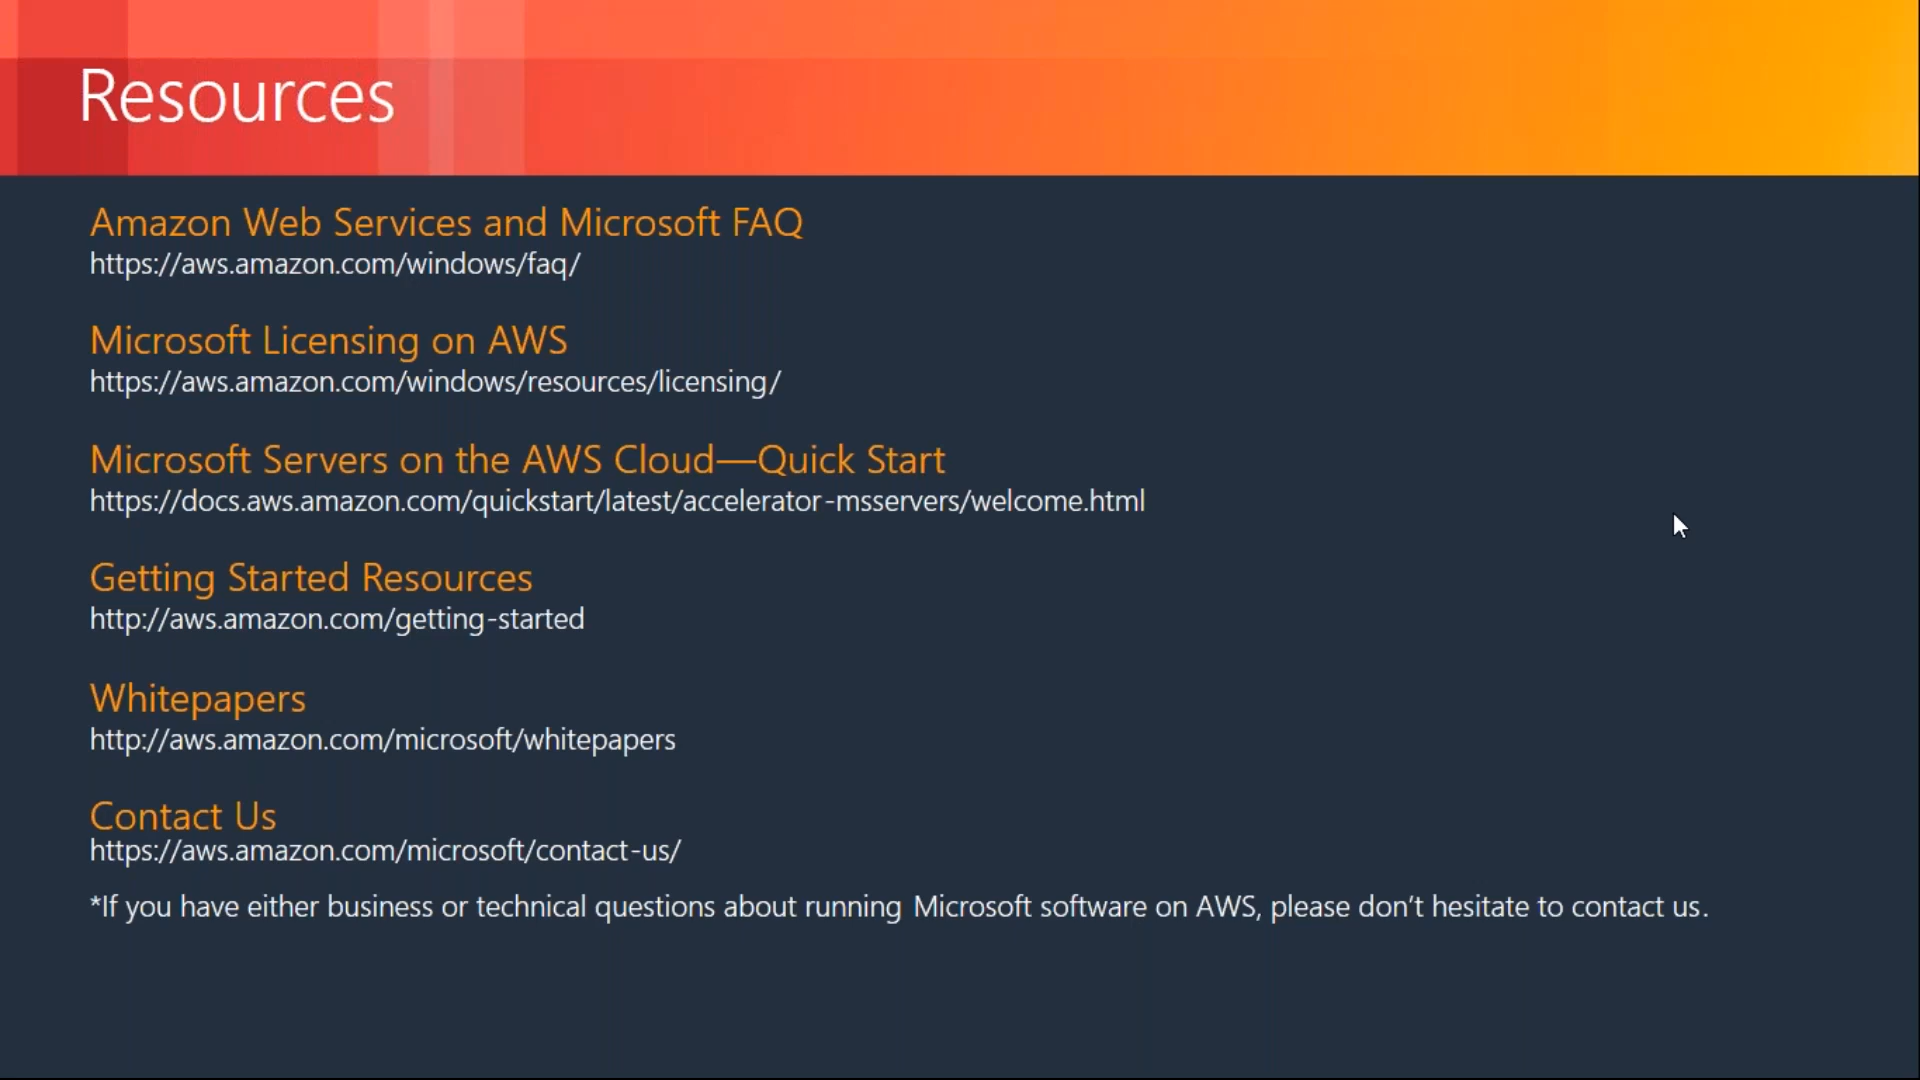 Resources
Amazon Web Services and Microsoft FAQ
https://aws.amazon.com/windows/faq/
Microsoft Licensing on AWS
https://aws.amazon.com/windows/resources/licensing/
Microsoft Servers on the AWS Cloud—Quick Start
https://docs.aws.amazon.com/quickstart/latest/accelerator-msservers/welcome.html
Getting Started Resources
http://aws.amazon.com/getting-started
Whitepapers
http://aws.amazon.com/microsoft/whitepapers
Contact Us
https://aws.amazon.com/microsoft/contact-us/
*If you have either business or technical questions about running Microsoft software on AWS, please don’t hesitate to contact us.